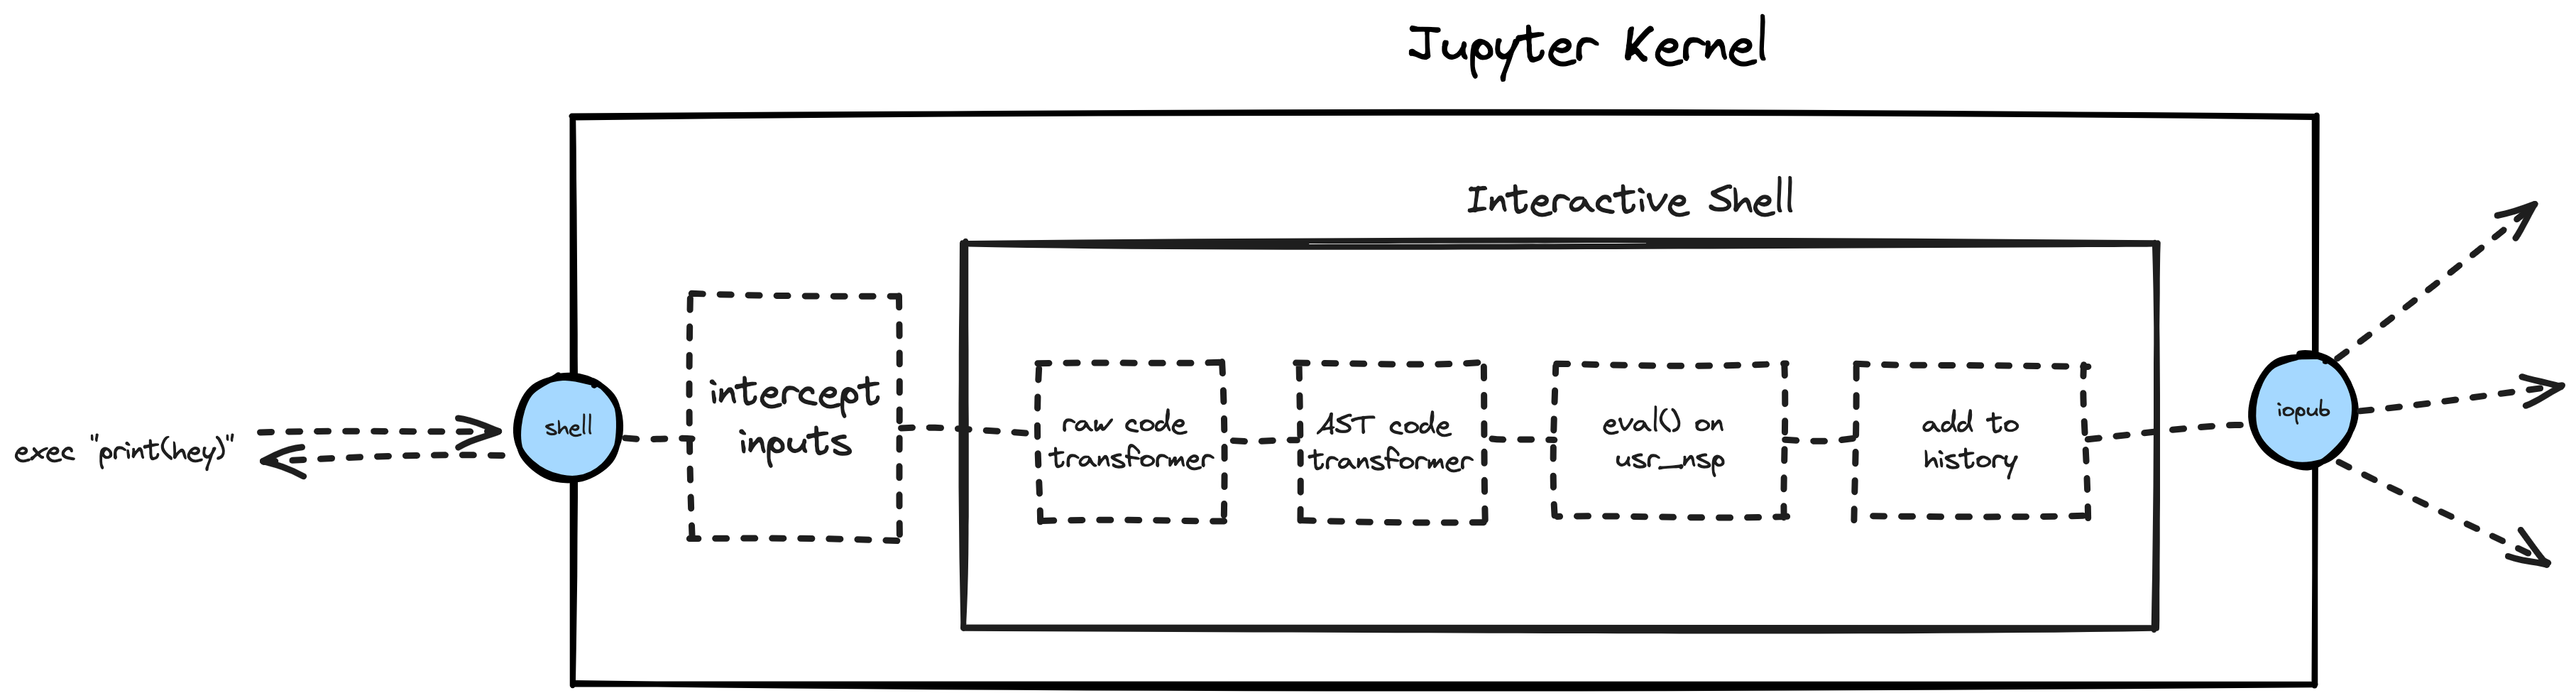 Jupyter Kernel
Interactive Shell
exec "print(hey)"
shell
intercept
inputs
raw code
transformer
AST code
transformer
eval() on
usr_nsp
add to
history
iopub